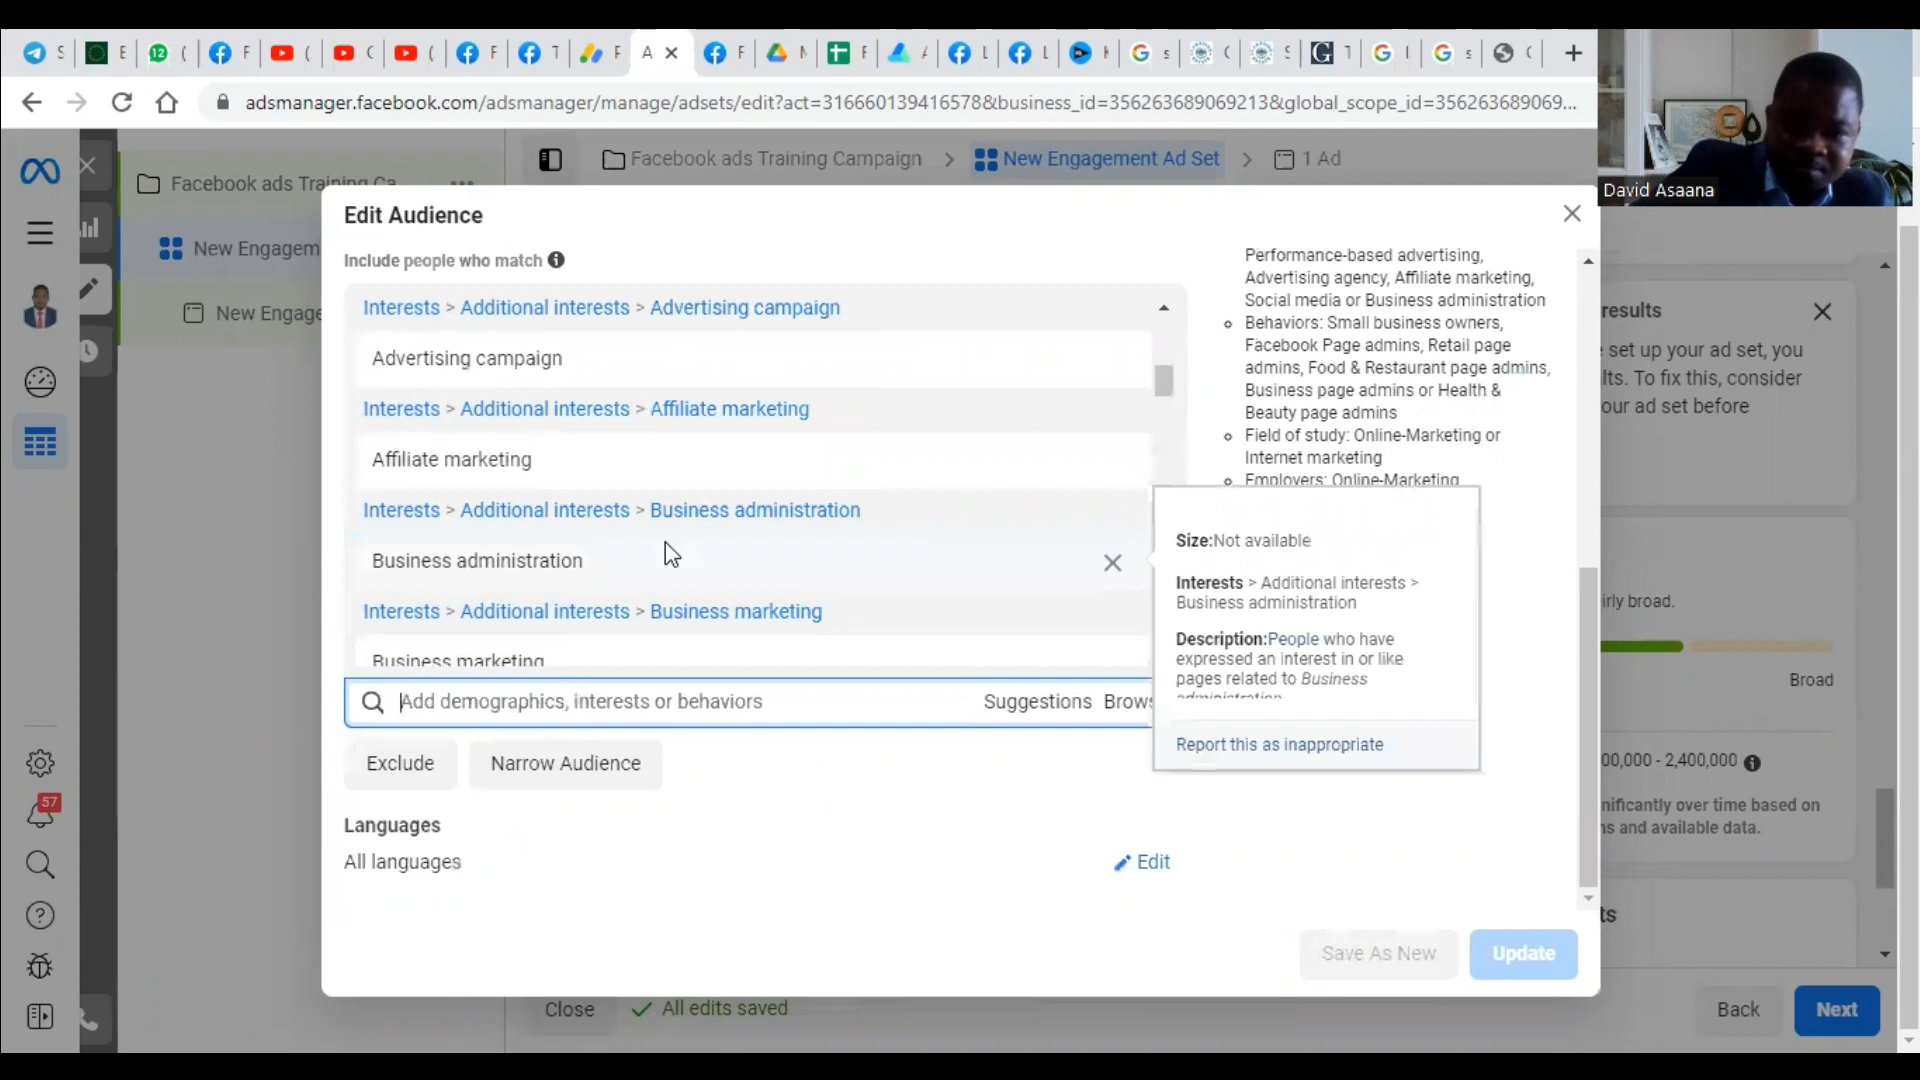 12
adsmanager.facebook.com/adsmanager/manage/adsets/edit?act=316660139416578&business_id=356263689069213&global_scope_id=356263689069...
David Asaana
Facebook ads Training Campaign > New Engagement Ad Set > 1 Ad
Facebook ads Training Ca
New Engagem
New Engage
Edit Audience
Include people who match
Interests > Additional interests > Advertising campaign
Advertising campaign
Interests > Additional interests > Affiliate marketing
Affiliate marketing
Interests > Additional interests > Business administration
Business administration
Interests > Additional interests > Business marketing
Business marketing
Add demographics, interests or behaviors
Suggestions Brows
Exclude
Narrow Audience
Languages
All languages
Edit
Performance-based advertising,
Advertising agency, Affiliate marketing,
Social media or Business administration
Behaviors: Small business owners,
Facebook Page admins, Retail page
admins, Food & Restaurant page admins,
Business page admins or Health &
Beauty page admins
Field of study: Online-Marketing or
Internet marketing
Employers: Online-Marketing
Size:Not available
Interests > Additional interests >
Business administration
Description:People who have
expressed an interest in or like
pages related to Business
administration
Report this as inappropriate
Save As New
Update
results
set up your ad set, you
lts. To fix this, consider
our ad set before
irly broad.
Broad
00,000 - 2,400,000
nificantly over time based on
ns and available data.
ts
57
Close
All edits saved
Back
Next